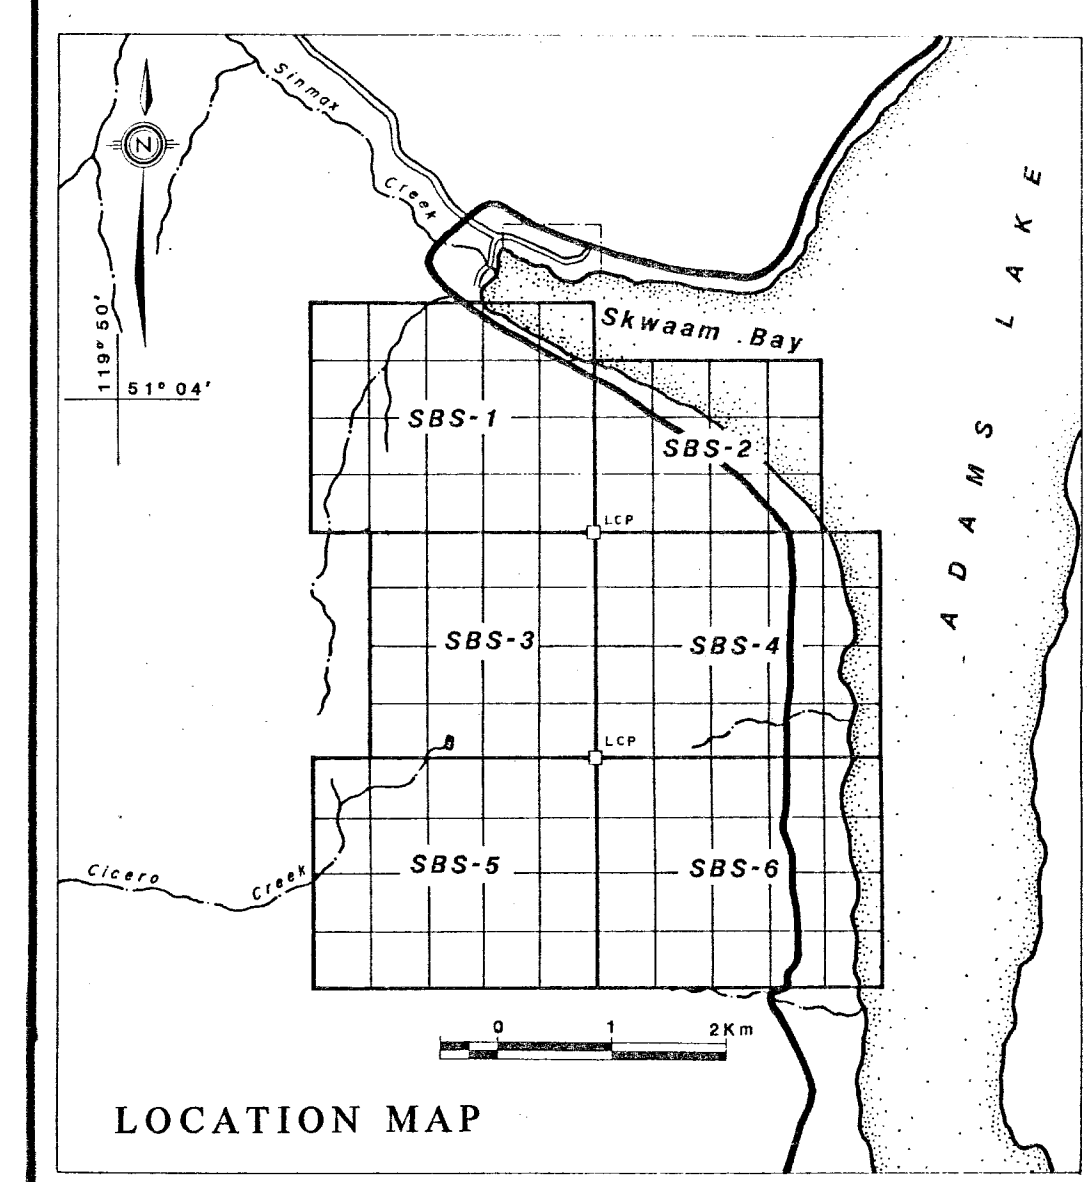 Sinmax
Creek
N
ADAMS LAKE
119° 50'
51° 04'
Skwaam Bay
SBS-1
SBS-2
LCP
SBS-3
SBS-4
LCP
SBS-5
SBS-6
Cicero
Creek
0 1 2Km
LOCATION MAP